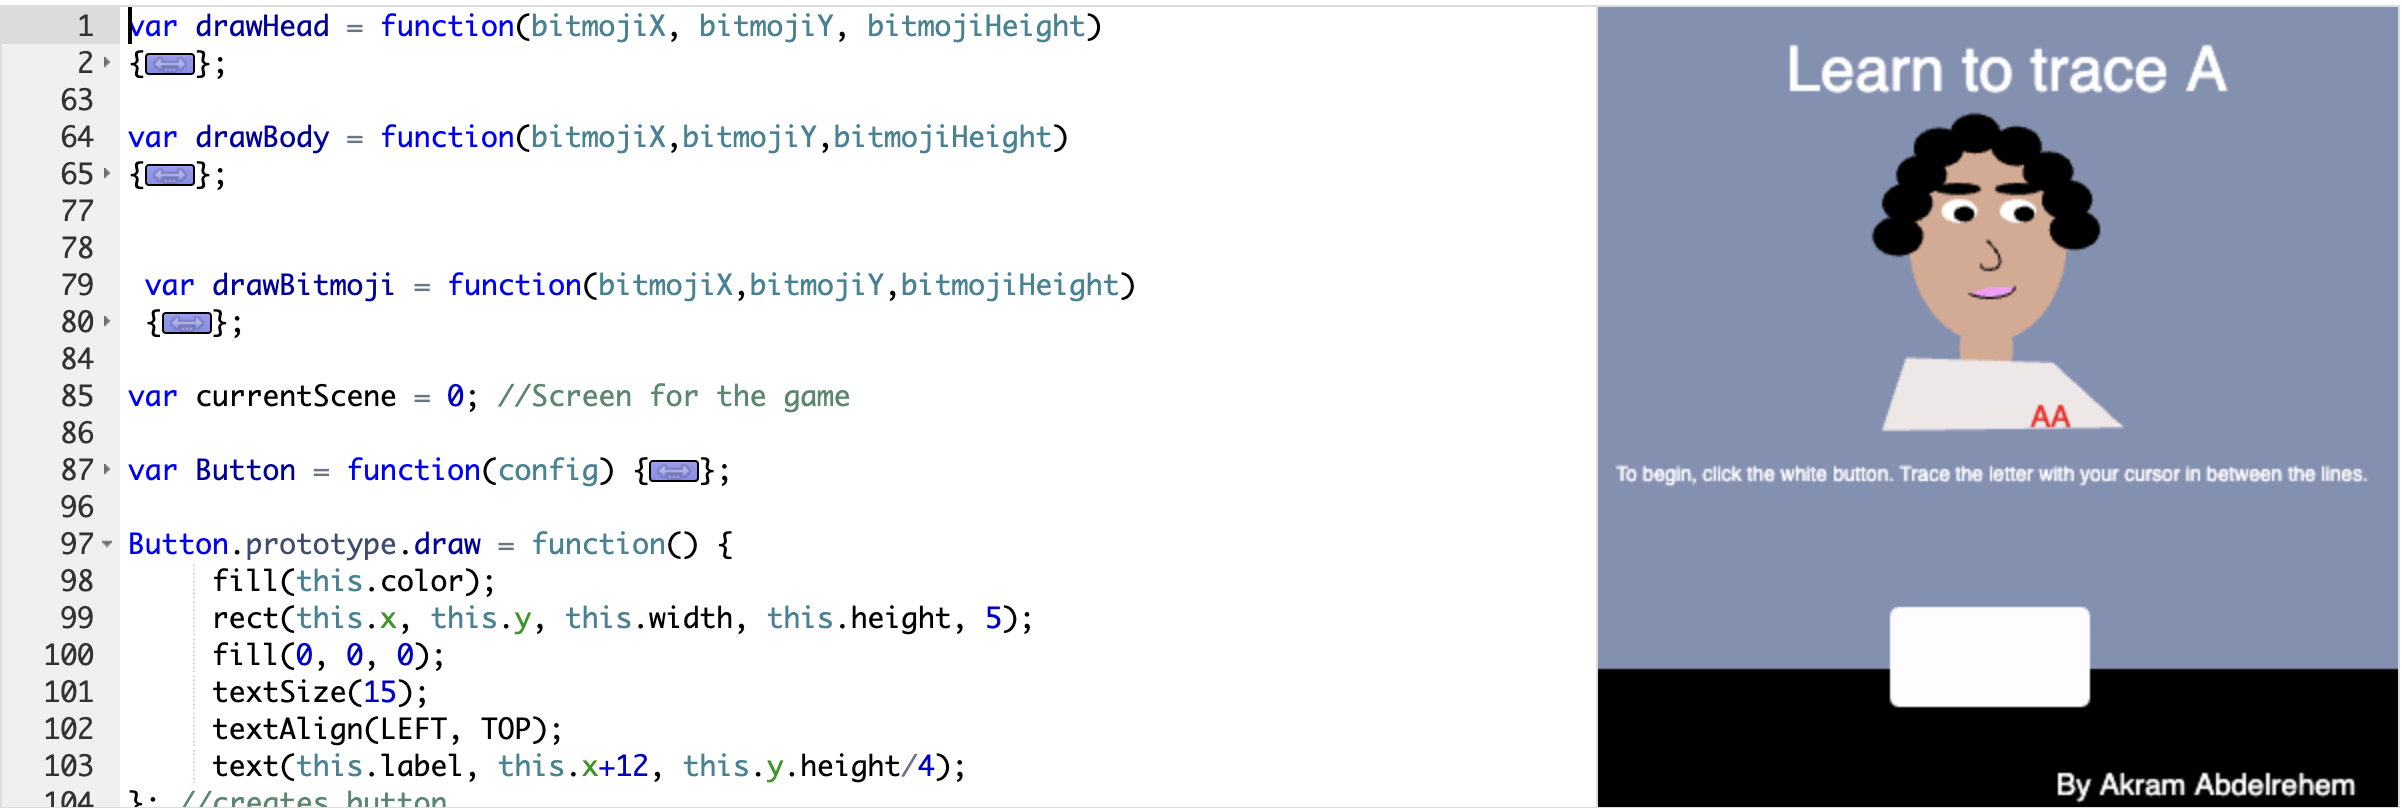 1 var drawHead = function(bitmojiX, bitmojiY, bitmojiHeight)
2 {};
63
64 var drawBody = function(bitmojiX,bitmojiY,bitmojiHeight)
65 {};
77
78
79 var drawBitmoji = function(bitmojiX,bitmojiY,bitmojiHeight)
80 {};
84
85 var currentScene = 0; //Screen for the game
86
87 var Button = function(config) {};
96
97 Button.prototype.draw = function() {
98 fill(this.color);
99 rect(this.x, this.y, this.width, this.height, 5);
100 fill(0, 0, 0);
101 textSize(15);
102 textAlign(LEFT, TOP);
103 text(this.label, this.x+12, this.y.height/4);
104 }; //creates button
Learn to trace A
AA
To begin, click the white button. Trace the letter with your cursor in between the lines.
By Akram Abdelrehem